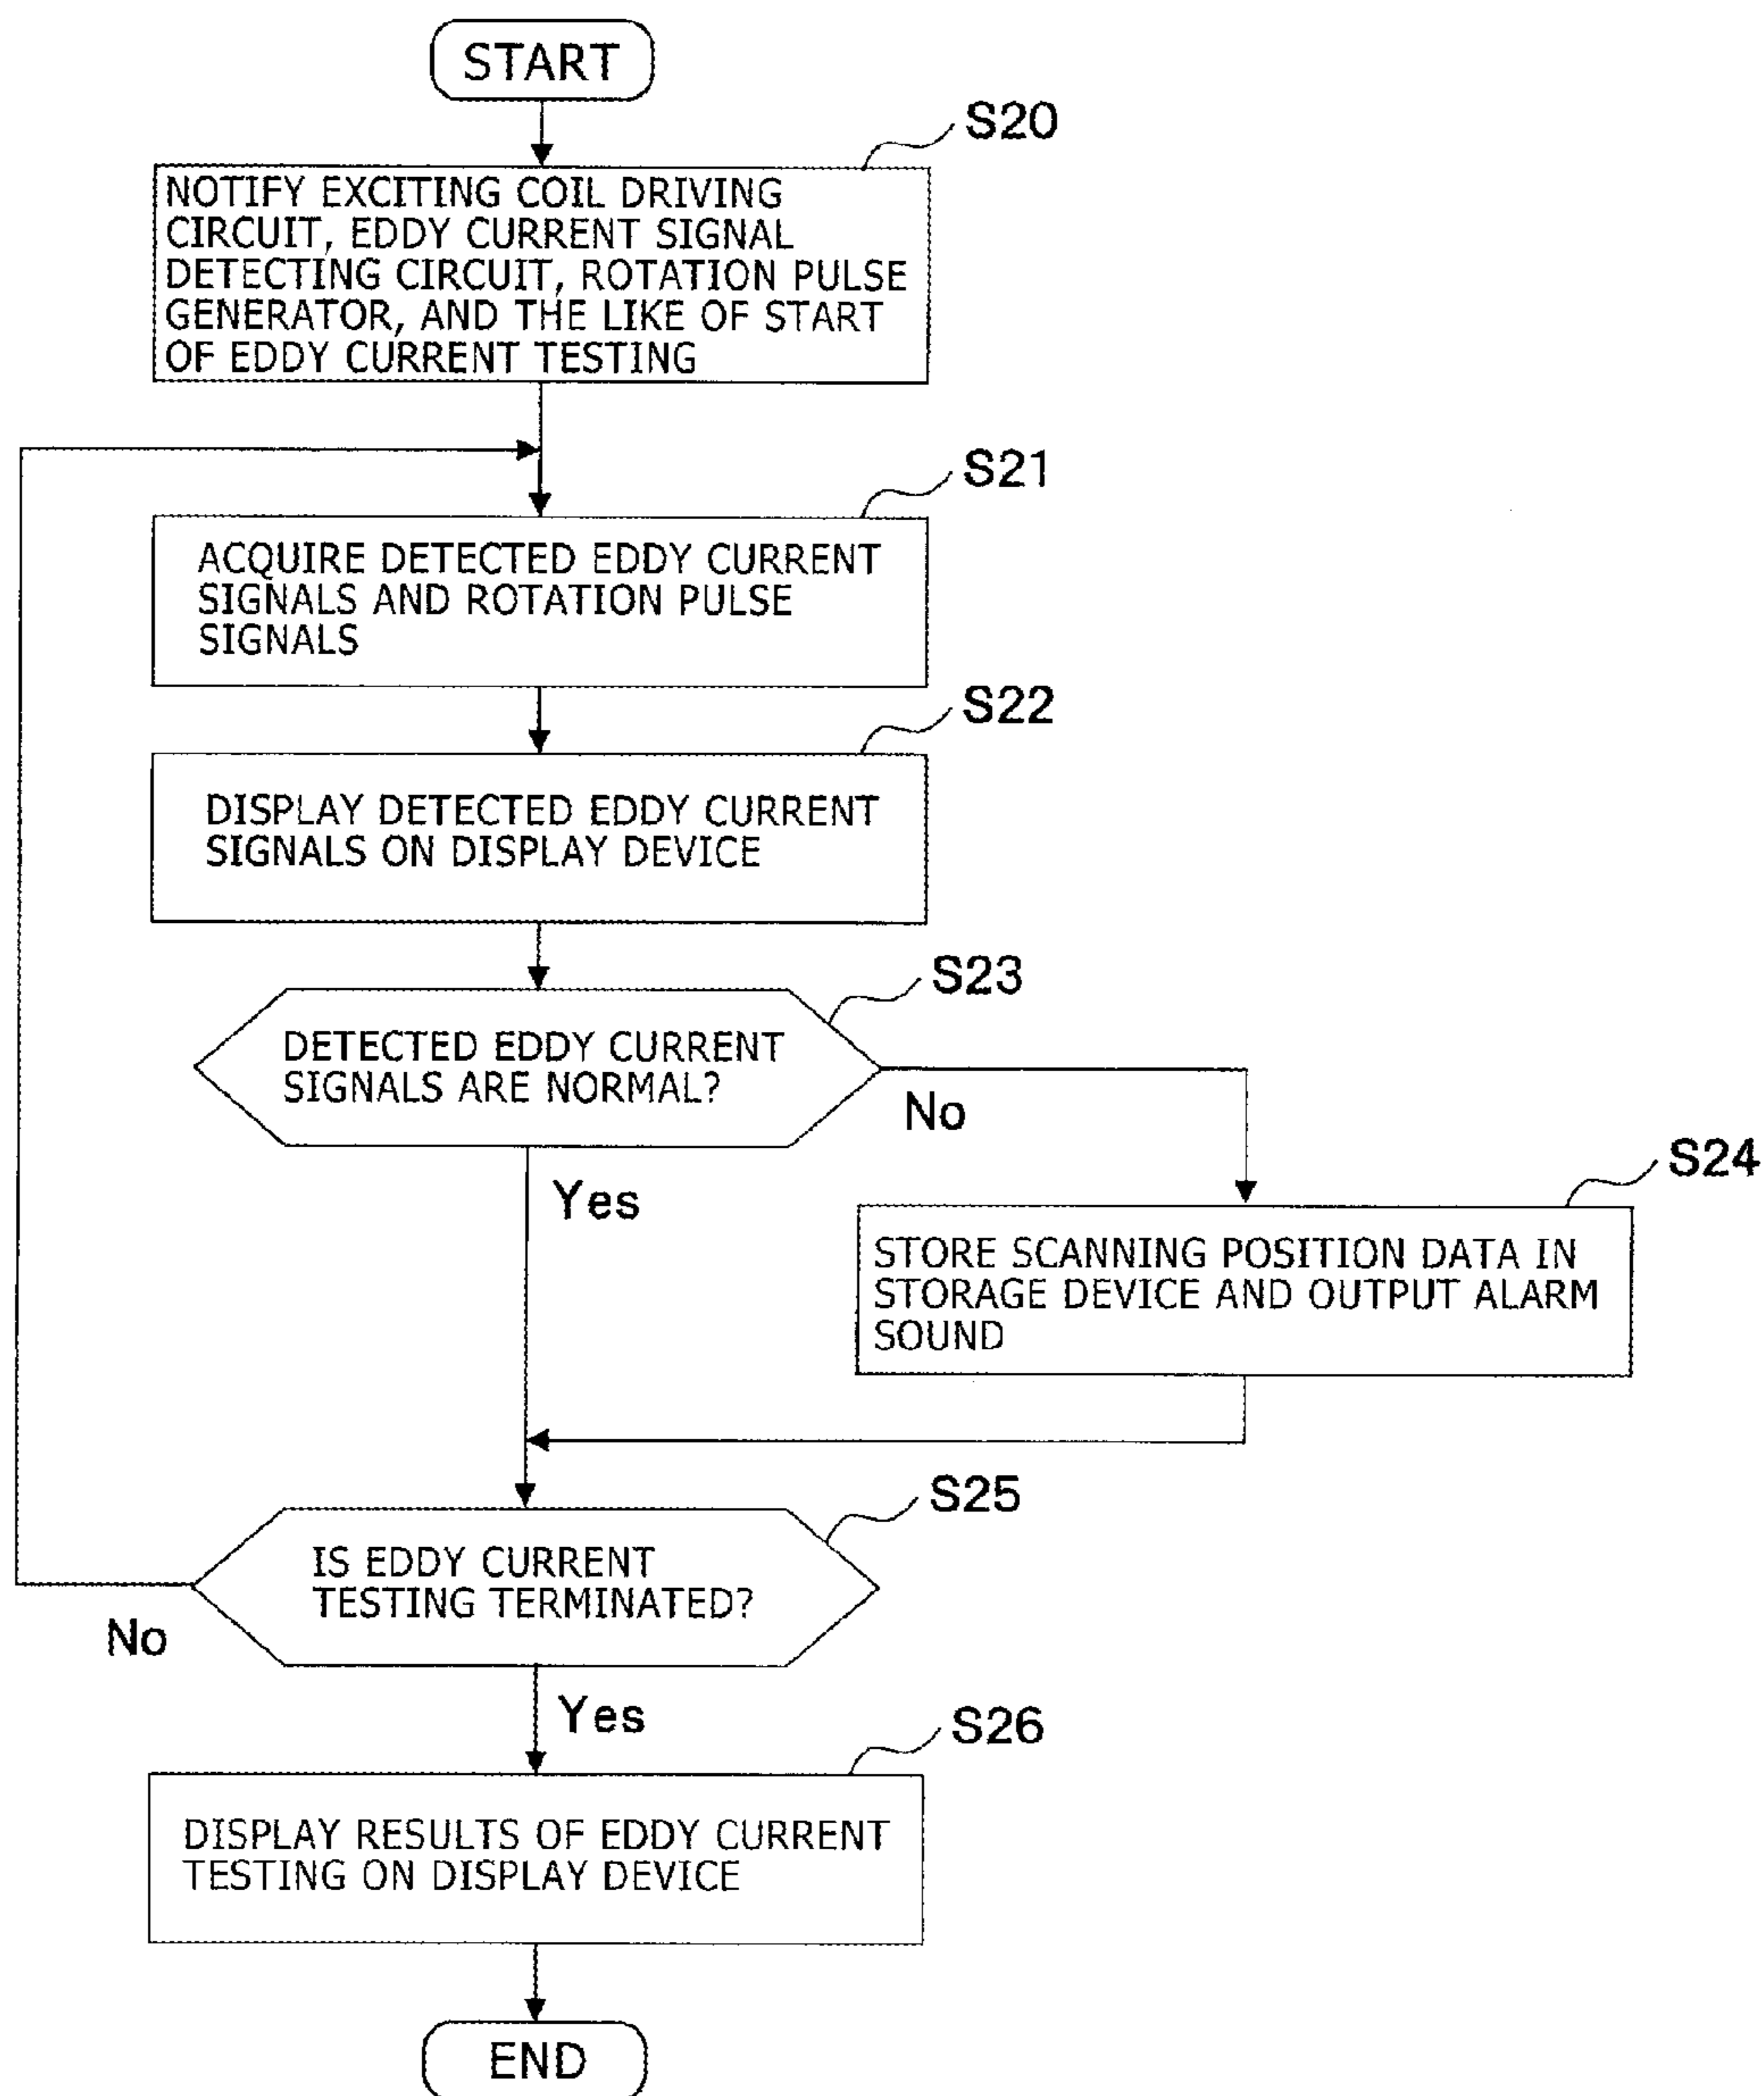 START
S20
NOTIFY EXCITING COIL DRIVING
CIRCUIT, EDDY CURRENT SIGNAL
DETECTING CIRCUIT, ROTATION PULSE
GENERATOR, AND THE LIKE OF START
OF EDDY CURRENT TESTING
S21
ACQUIRE DETECTED EDDY CURRENT
SIGNALS AND ROTATION PULSE
SIGNALS
S22
DISPLAY DETECTED EDDY CURRENT
SIGNALS ON DISPLAY DEVICE
S23
DETECTED EDDY CURRENT
SIGNALS ARE NORMAL?
No
Yes
S24
STORE SCANNING POSITION DATA IN
STORAGE DEVICE AND OUTPUT ALARM
SOUND
S25
IS EDDY CURRENT
TESTING TERMINATED?
No
Yes
S26
DISPLAY RESULTS OF EDDY CURRENT
TESTING ON DISPLAY DEVICE
END